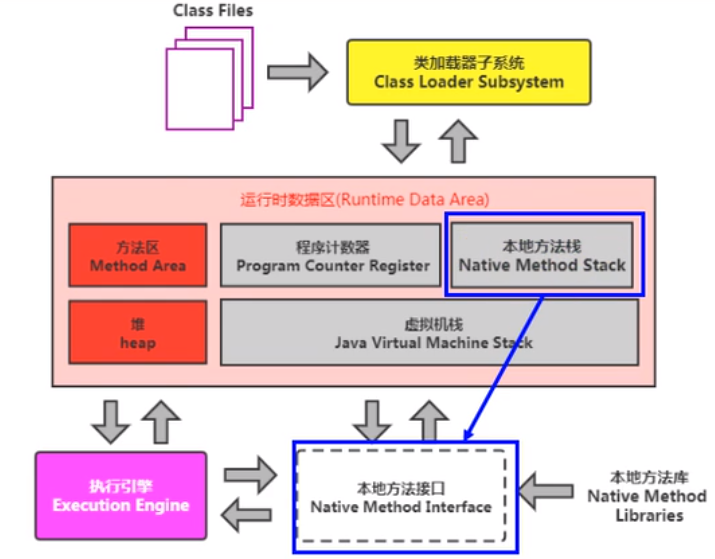 Class Files
类加载器子系统
Class Loader Subsystem
运行时数据区(Runtime Data Area)
方法区
Method Area
程序计数器
Program Counter Register
本地方法栈
Native Method Stack
堆
heap
虚拟机栈
Java Virtual Machine Stack
执行引擎
Execution Engine
本地方法接口
Native Method Interface
本地方法库
Native Method
Libraries